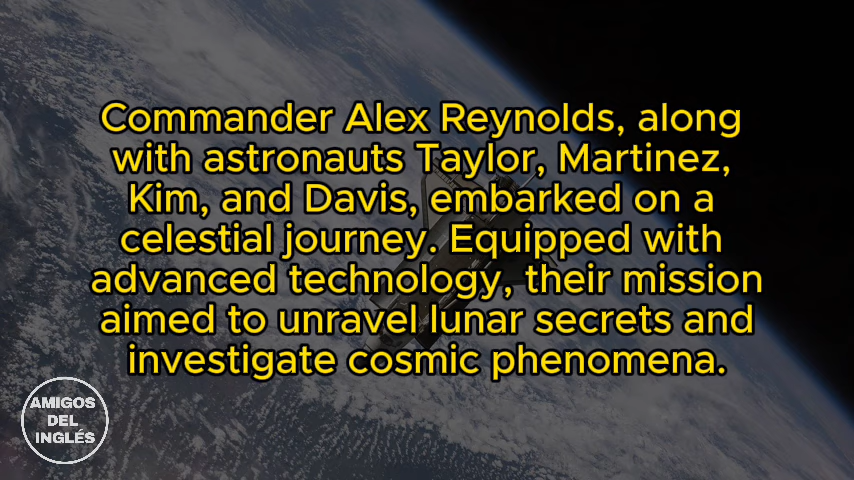 Commander Alex Reynolds, along
with astronauts Taylor, Martinez,
Kim, and Davis, embarked on a
celestial journey. Equipped with
advanced technology, their mission
aimed to unravel lunar secrets and
investigate cosmic phenomena.
AMIGOS
DEL
INGLÉS